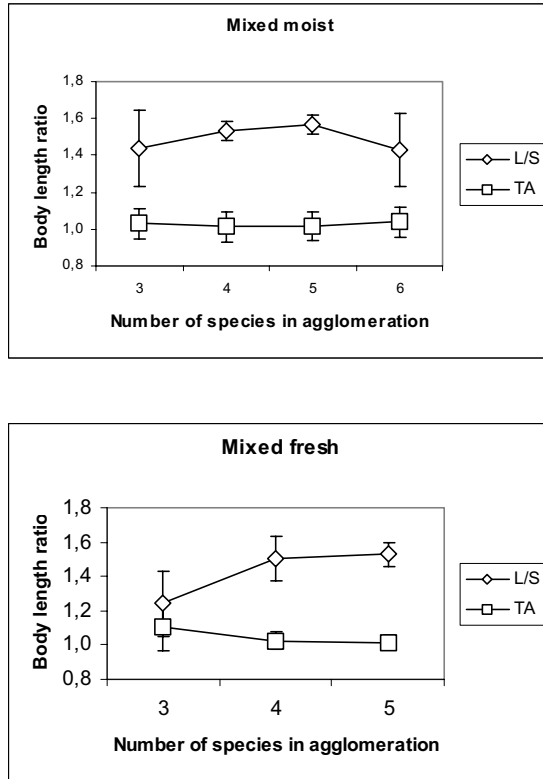 Mixed moist
1,8
1,6
1,4
1,2
1,0
0,8
Body length ratio
3 4 5 6
Number of species in agglomeration
L/S
TA
Mixed fresh
1,8
1,6
1,4
1,2
1,0
0,8
Body length ratio
3 4 5
Number of species in agglomeration
L/S
TA